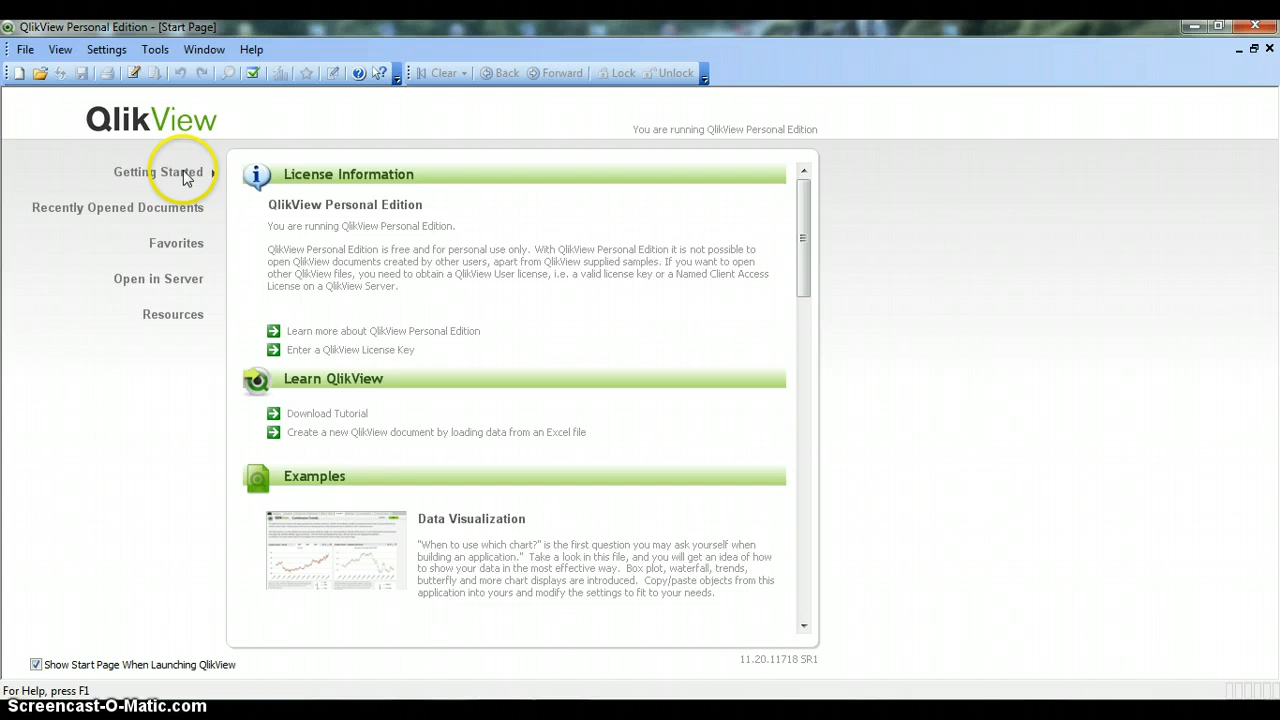 QlikView Personal Edition - [Start Page]
File View Settings Tools Window Help
Clear Back Forward Lock Unlock
QlikView
You are running QlikView Personal Edition
Getting Started
Recently Opened Documents
Favorites
Open in Server
Resources
License Information
QlikView Personal Edition
You are running QlikView Personal Edition.
QlikView Personal Edition is free and for personal use only. With QlikView Personal Edition it is not possible to
open QlikView documents created by other users, apart from QlikView supplied samples. If you want to open
other QlikView files, you need to obtain a QlikView User license, i.e. a valid license key or a Named Client Access
License on a QlikView Server.
Learn more about QlikView Personal Edition
Enter a QlikView License Key
Learn QlikView
Download Tutorial
Create a new QlikView document by loading data from an Excel file
Examples
Data Visualization
"When to use which chart?" is the first question you may ask yourself when
building an application." Take a look in this file, and you will get an idea of how
to show your data in the most effective way. Box plot, waterfall, trends,
butterfly and more chart displays are introduced. Copy/paste objects from this
application into yours and modify the settings to fit to your needs.
11.20.11718 SR1
Show Start Page When Launching QlikView
For Help, press F1
Screencast-O-Matic.com